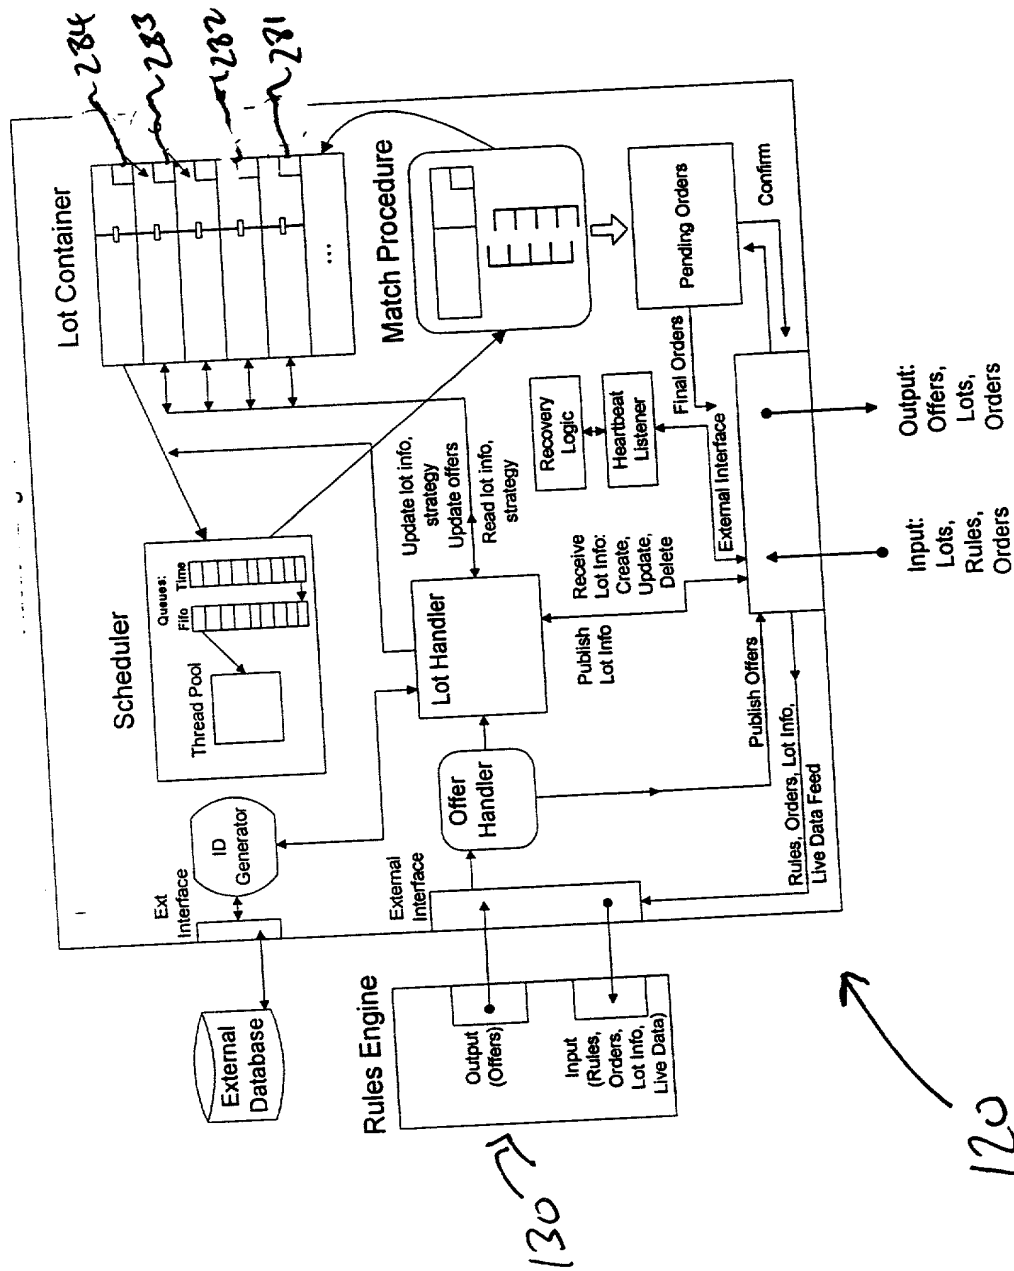 Lot Container
284
283
282
281
Scheduler
Queues:
Fifo
Time
Thread Pool
Ext
Interface
ID
Generator
External
Database
Update lot info,
strategy
Update offers
Read lot info,
strategy
Match Procedure
...
Rules Engine
Output
(Offers)
Input
(Rules,
Orders,
Lot Info,
Live Data)
130
External
Interface
Offer
Handler
Lot Handler
Recovery
Logic
Heartbeat
Listener
Receive
Lot Info:
Create,
Update,
Delete
Publish
Lot Info
Pending Orders
Final Orders
Confirm
External Interface
Publish Offers
Rules, Orders, Lot Info,
Live Data Feed
Input:
Lots,
Rules,
Orders
Output:
Offers,
Lots,
Orders
120